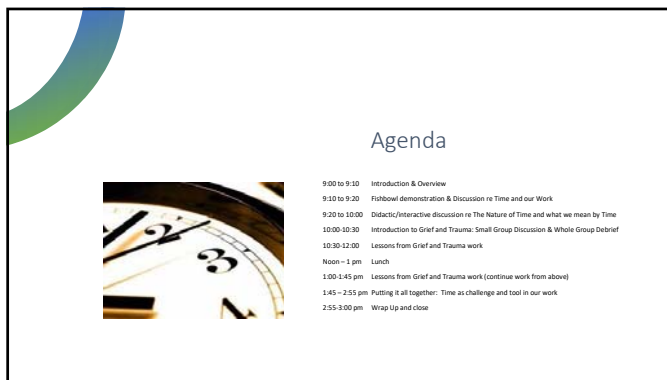 Agenda
9:00 to 9:10 Introduction & Overview
9:10 to 9:20 Fishbowl demonstration & Discussion re Time and our Work
9:20 to 10:00 Didactic/interactive discussion re The Nature of Time and what we mean by Time
10:00-10:30 Introduction to Grief and Trauma: Small Group Discussion & Whole Group Debrief
10:30-12:00 Lessons from Grief and Trauma work
Noon – 1 pm Lunch
1:00-1:45 pm Lessons from Grief and Trauma work (continue work from above)
1:45 – 2:55 pm Putting it all together: Time as challenge and tool in our work
2:55-3:00 pm Wrap Up and close
2
3